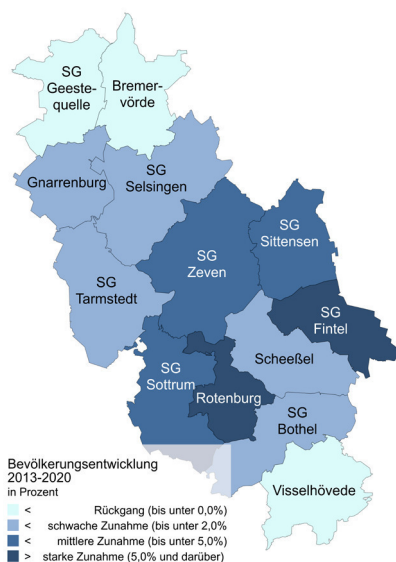 SG
Geeste-
quelle
Bremer-
vörde
Gnarrenburg
SG
Selsingen
SG
Sittensen
SG
Zeven
SG
Tarmstedt
SG
Fintel
Scheeßel
SG
Sottrum
Rotenburg
SG
Bothel
Visselhövede
Bevölkerungsentwicklung
2013-2020
in Prozent
< Rückgang (bis unter 0,0%)
< schwache Zunahme (bis unter 2,0%)
< mittlere Zunahme (bis unter 5,0%)
> starke Zunahme (5,0% und darüber)